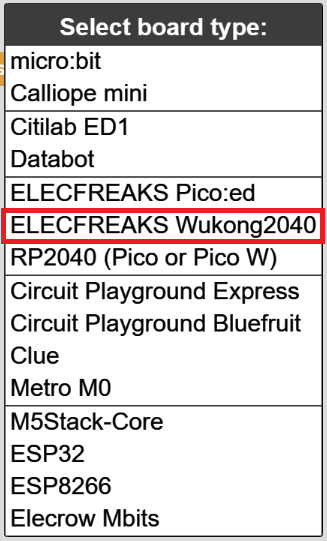 Select board type:
micro:bit
Calliope mini
Citilab ED1
Databot
ELECFREAKS Pico:ed
ELECFREAKS Wukong2040
RP2040 (Pico or Pico W)
Circuit Playground Express
Circuit Playground Bluefruit
Clue
Metro M0
M5Stack-Core
ESP32
ESP8266
Elecrow Mbits